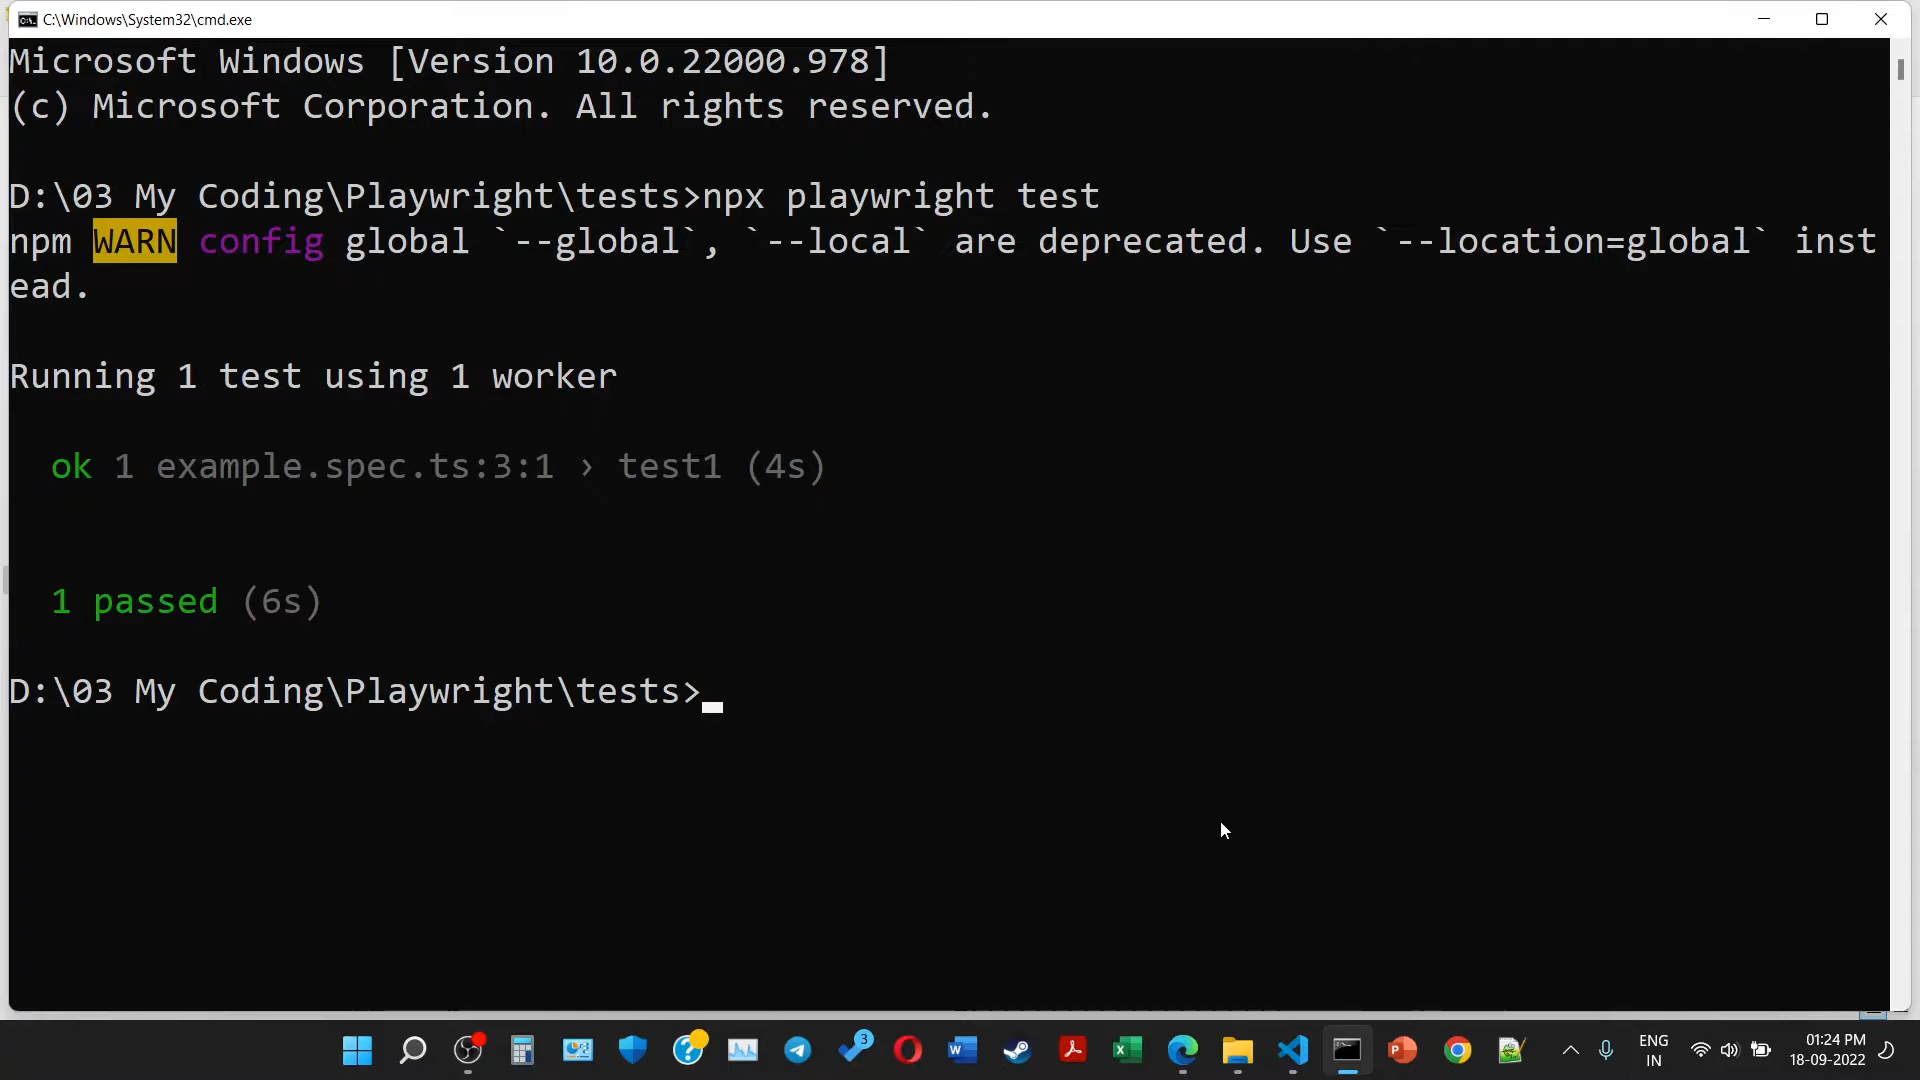 C:\Windows\System32\cmd.exe
Microsoft Windows [Version 10.0.22000.978]
(c) Microsoft Corporation. All rights reserved.
D:\03 My Coding\Playwright\tests>npx playwright test
npm WARN config global `--global`, `--local` are deprecated. Use `--location=global` inst
ead.
Running 1 test using 1 worker
ok 1 example.spec.ts:3:1 › test1 (4s)
1 passed (6s)
D:\03 My Coding\Playwright\tests>
3
ENG
IN
01:24 PM
18-09-2022